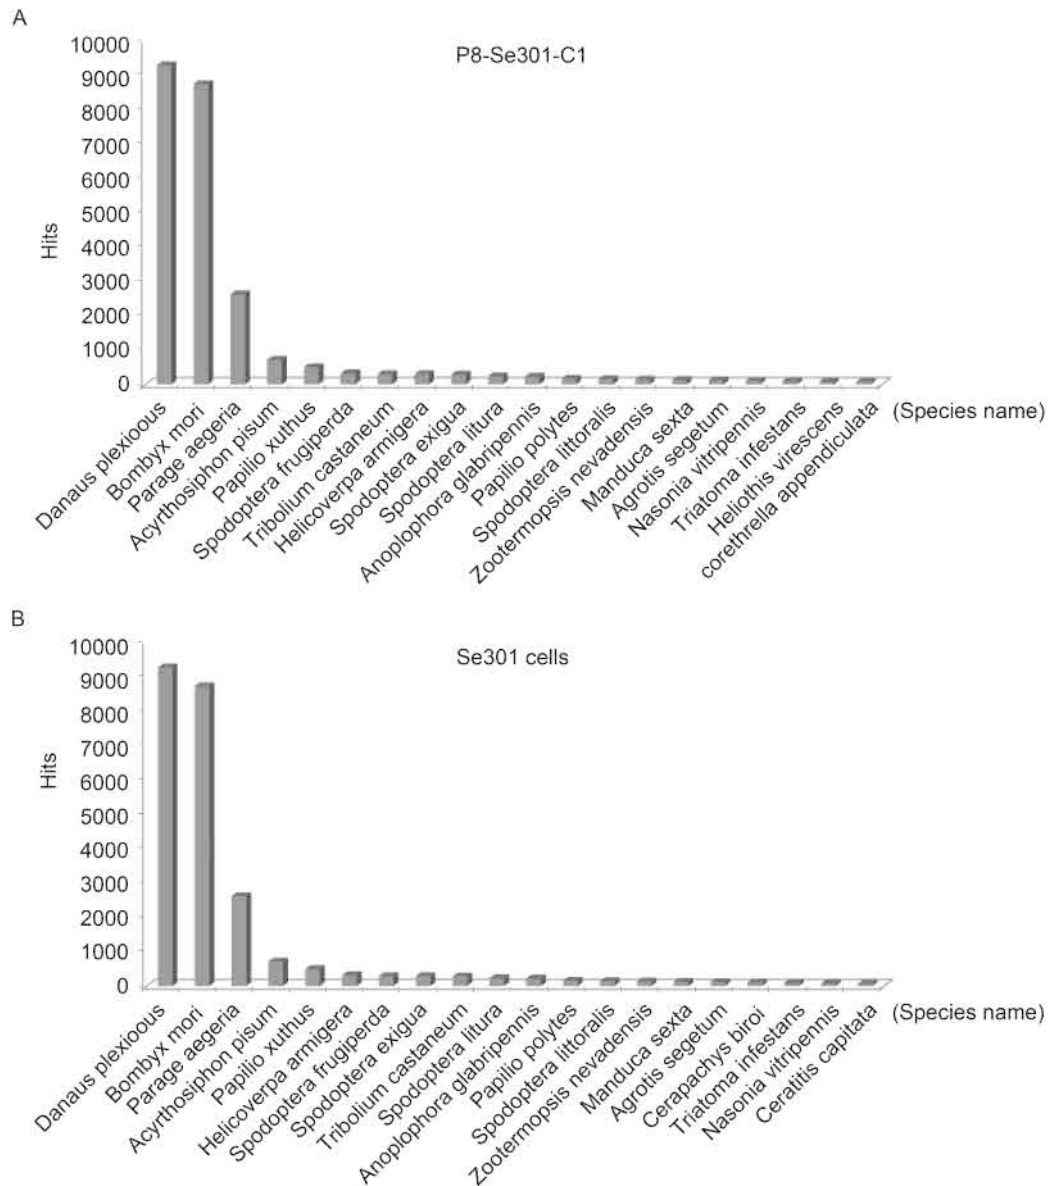 A
P8-Se301-C1
10000
9000
8000
7000
6000
5000
4000
3000
2000
1000
0
Hits
Danaus plexioous
Bombyx mori
Parage aegeria
Acyrthosiphon pisum
Papilio xuthus
Spodoptera frugiperda
Tribolium castaneum
Helicoverpa armigera
Spodoptera exigua
Spodoptera litura
Anoplophora glabripennis
Papilio polytes
Spodoptera littoralis
Zootermopsis nevadensis
Manduca sexta
Agrotis segetum
Nasonia vitripennis
Triatoma infestans
Heliothis virescens
corethrella appendiculata
(Species name)
B
Se301 cells
10000
9000
8000
7000
6000
5000
4000
3000
2000
1000
0
Hits
Danaus plexioous
Bombyx mori
Parage aegeria
Acyrthosiphon pisum
Papilio xuthus
Helicoverpa armigera
Spodoptera frugiperda
Spodoptera exigua
Tribolium castaneum
Spodoptera litura
Anoplophora glabripennis
Papilio polytes
Spodoptera littoralis
Zootermopsis nevadensis
Manduca sexta
Agrotis segetum
Cerapachys biroi
Triatoma infestans
Nasonia vitripennis
Ceratitis capitata
(Species name)